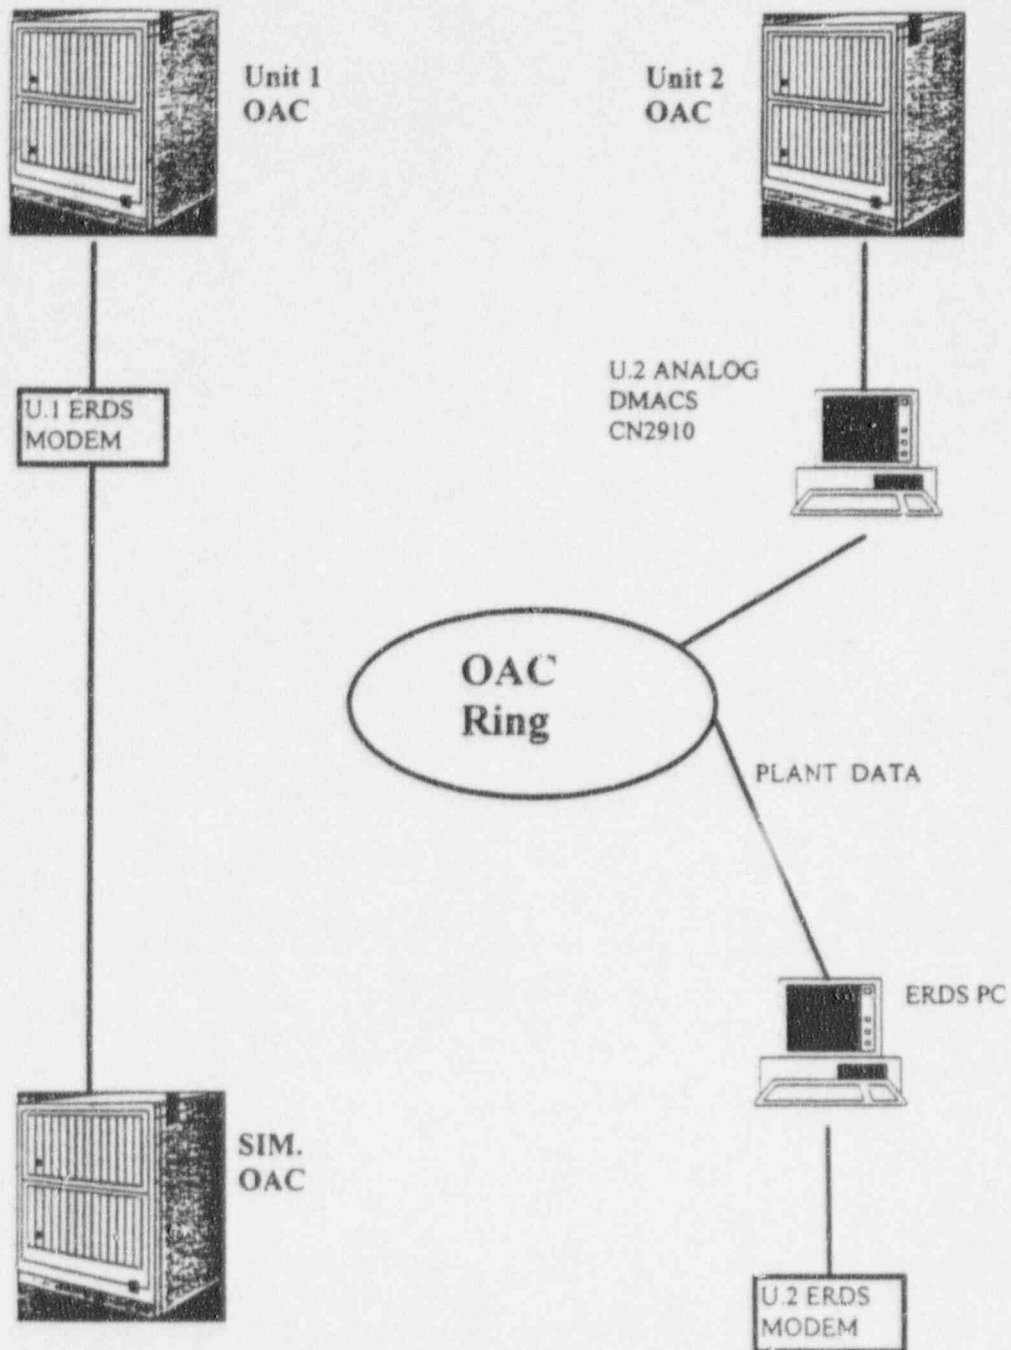 Unit 1
OAC
Unit 2
OAC
U.2 ANALOG
DMACS
CN2910
U.1 ERDS
MODEM
OAC
Ring
PLANT DATA
ERDS PC
SIM.
OAC
U.2 ERDS
MODEM